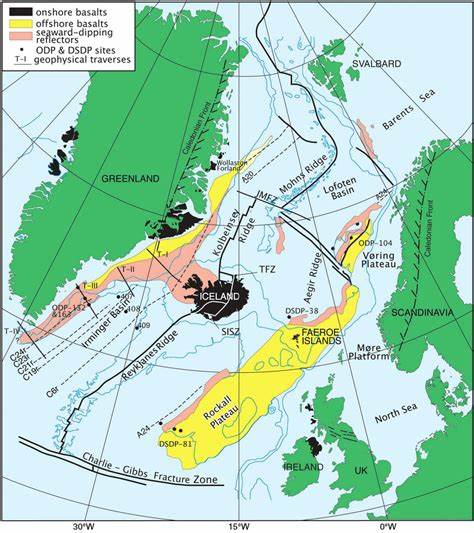 onshore basalts
offshore basalts
seaward-dipping
reflectors
ODP & DSDP sites
T-I geophysical traverses
SVALBARD
Barents Sea
Caledonian Front
Wollaston
Forland
GREENLAND
A20
Mohns Ridge
Lofoten
Basin
JMFZ
A24
Kolbeinsey
Ridge
Caledonian Front
ODP-104
Vøring
Plateau
T-I
T-II
TFZ
Aegir Ridge
T-III
ICELAND
SCANDINAVIA
ODP-152
&163
407
408
409
Irminger Basin
DSDP-38
T-IV
SISZ
FAEROE
ISLANDS
Møre
Platform
C24r
C23r
C21r
C19r
C6r
Reykjanes Ridge
Rockall
Plateau
North Sea
A24
DSDP-81
Charlie - Gibbs Fracture Zone
IRELAND
UK
30°W
15°W
0°W